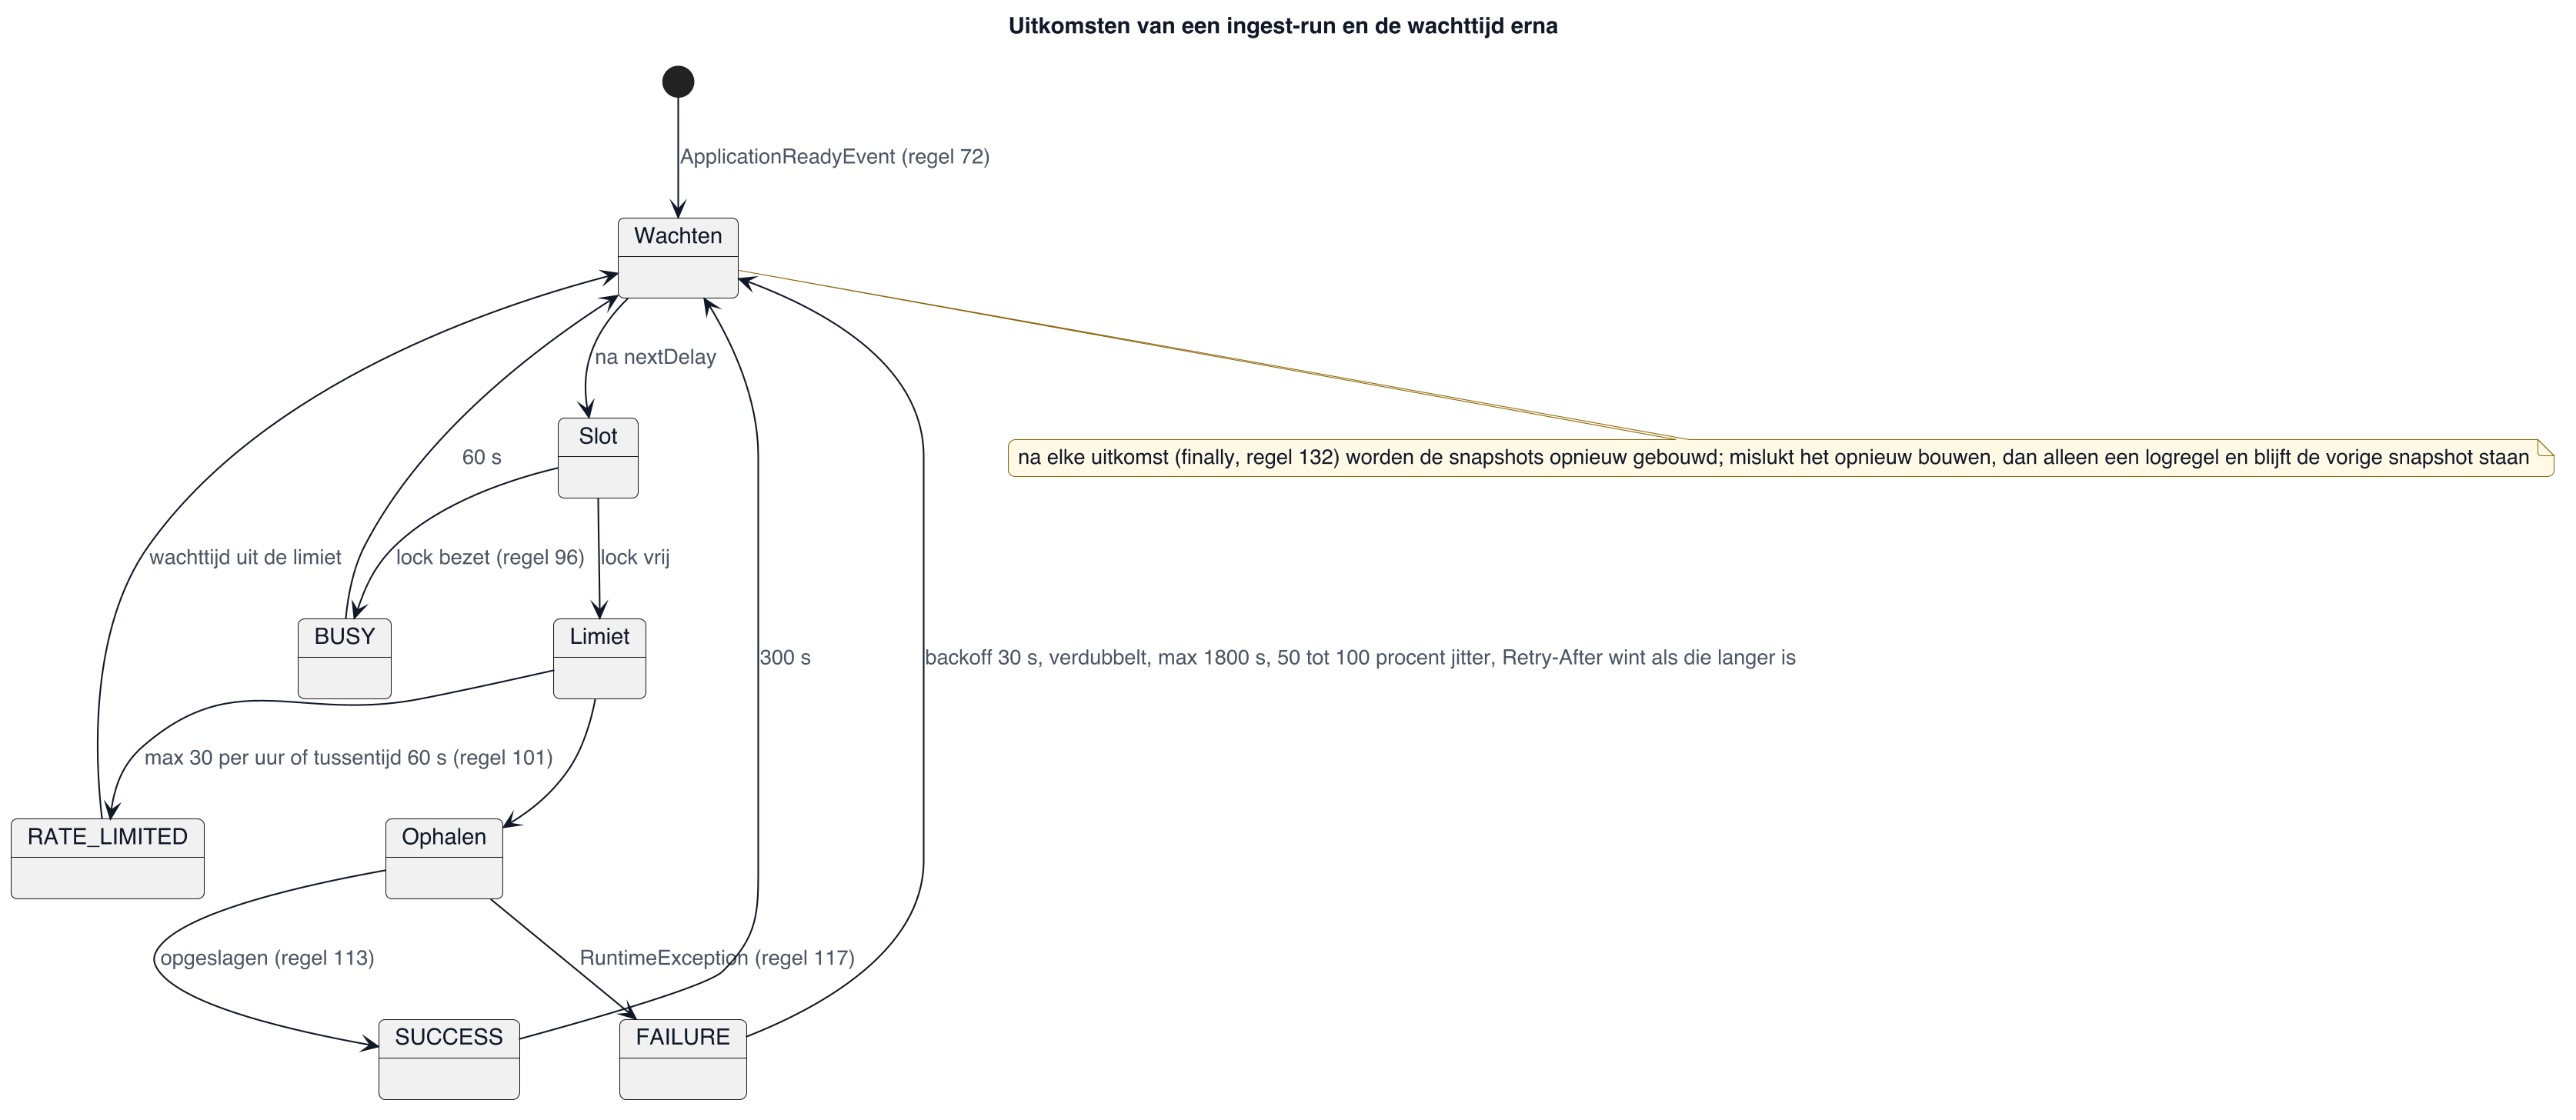 Uitkomsten van een ingest-run en de wachttijd erna
ApplicationReadyEvent (regel 72)
Wachten
na nextDelay
Slot
60 s
na elke uitkomst (finally, regel 132) worden de snapshots opnieuw gebouwd; mislukt het opnieuw bouwen, dan alleen een logregel en blijft de vorige snapshot staan
wachttijd uit de limiet
lock bezet (regel 96)
lock vrij
BUSY
Limiet
300 s
backoff 30 s, verdubbelt, max 1800 s, 50 tot 100 procent jitter, Retry-After wint als die langer is
max 30 per uur of tussentijd 60 s (regel 101)
RATE_LIMITED
Ophalen
opgeslagen (regel 113)
RuntimeException (regel 117)
SUCCESS
FAILURE